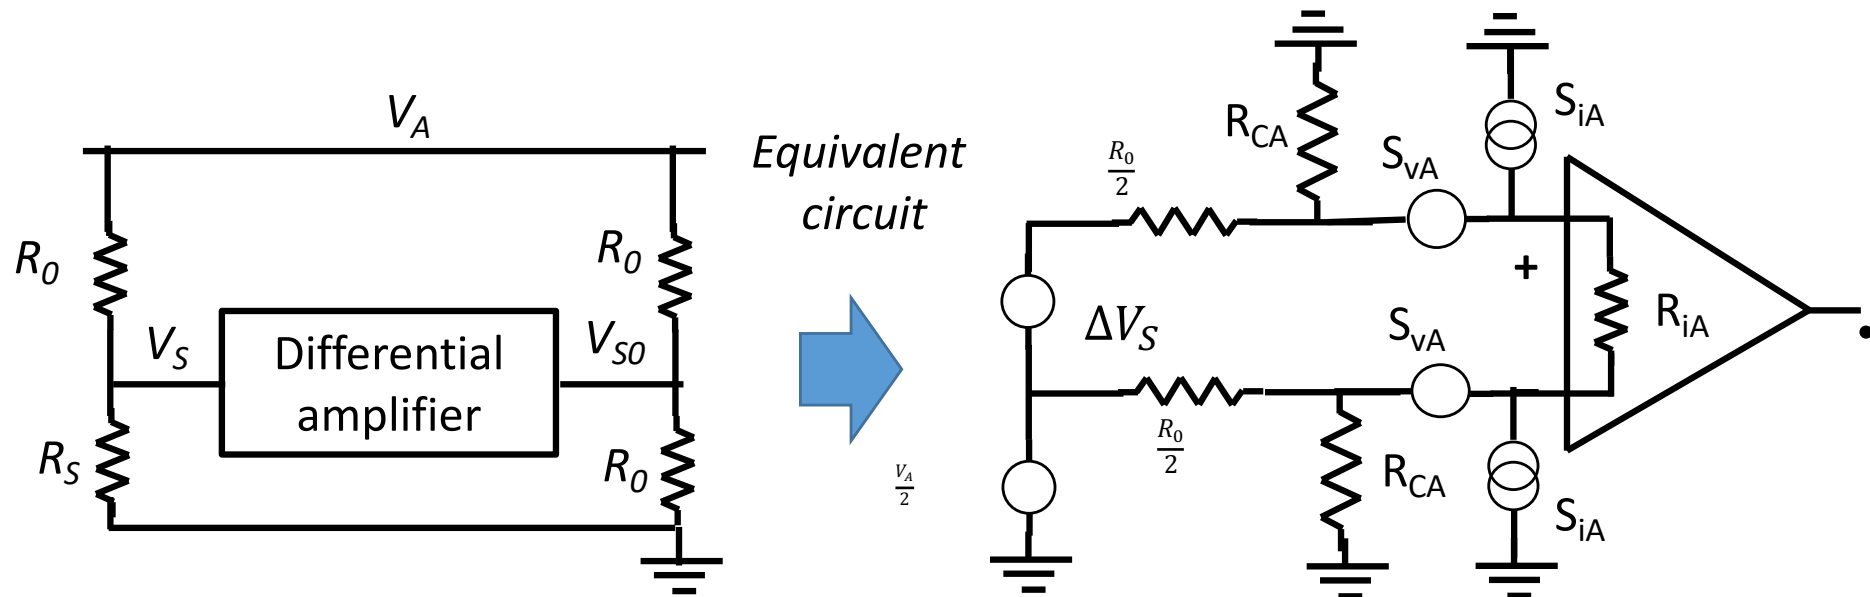 V_A
R_0
R_0
V_S
Differential
amplifier
V_S0
R_S
R_0
Equivalent
circuit
R_0
2
R_CA
S_vA
S_iA
+
ΔV_S
S_vA
R_iA
R_0
2
R_CA
S_iA
V_A
2